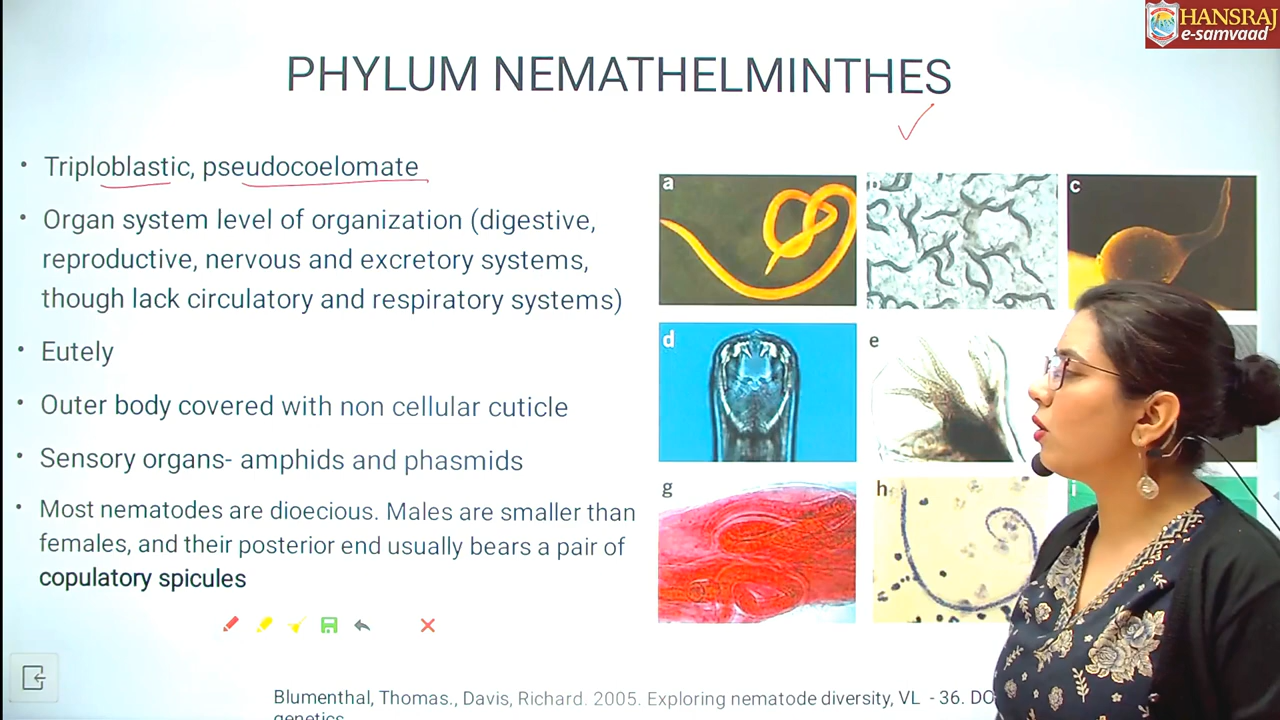 HANSRAJ
e-samvaad
PHYLUM NEMATHELMINTHES
• Triploblastic, pseudocoelomate
• Organ system level of organization (digestive,
reproductive, nervous and excretory systems,
though lack circulatory and respiratory systems)
• Eutely
• Outer body covered with non cellular cuticle
• Sensory organs- amphids and phasmids
• Most nematodes are dioecious. Males are smaller than
females, and their posterior end usually bears a pair of
copulatory spicules
a
b
c
d
e
g
h
i
Blumenthal, Thomas., Davis, Richard. 2005. Exploring nematode diversity, VL - 36. DO
genetics